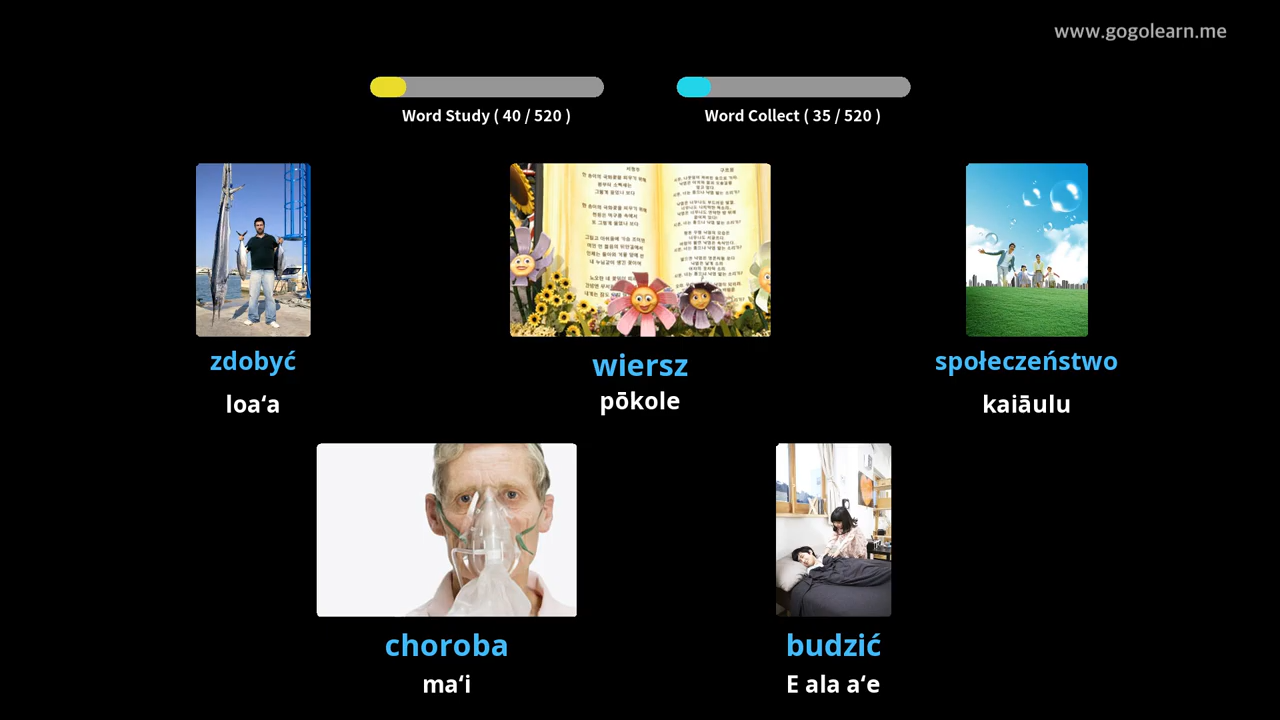 www.gogolearn.me
Word Study ( 40 / 520 )
Word Collect ( 35 / 520 )
zdobyć
loaʻa
wiersz
pōkole
społeczeństwo
kaiāulu
choroba
maʻi
budzić
E ala aʻe